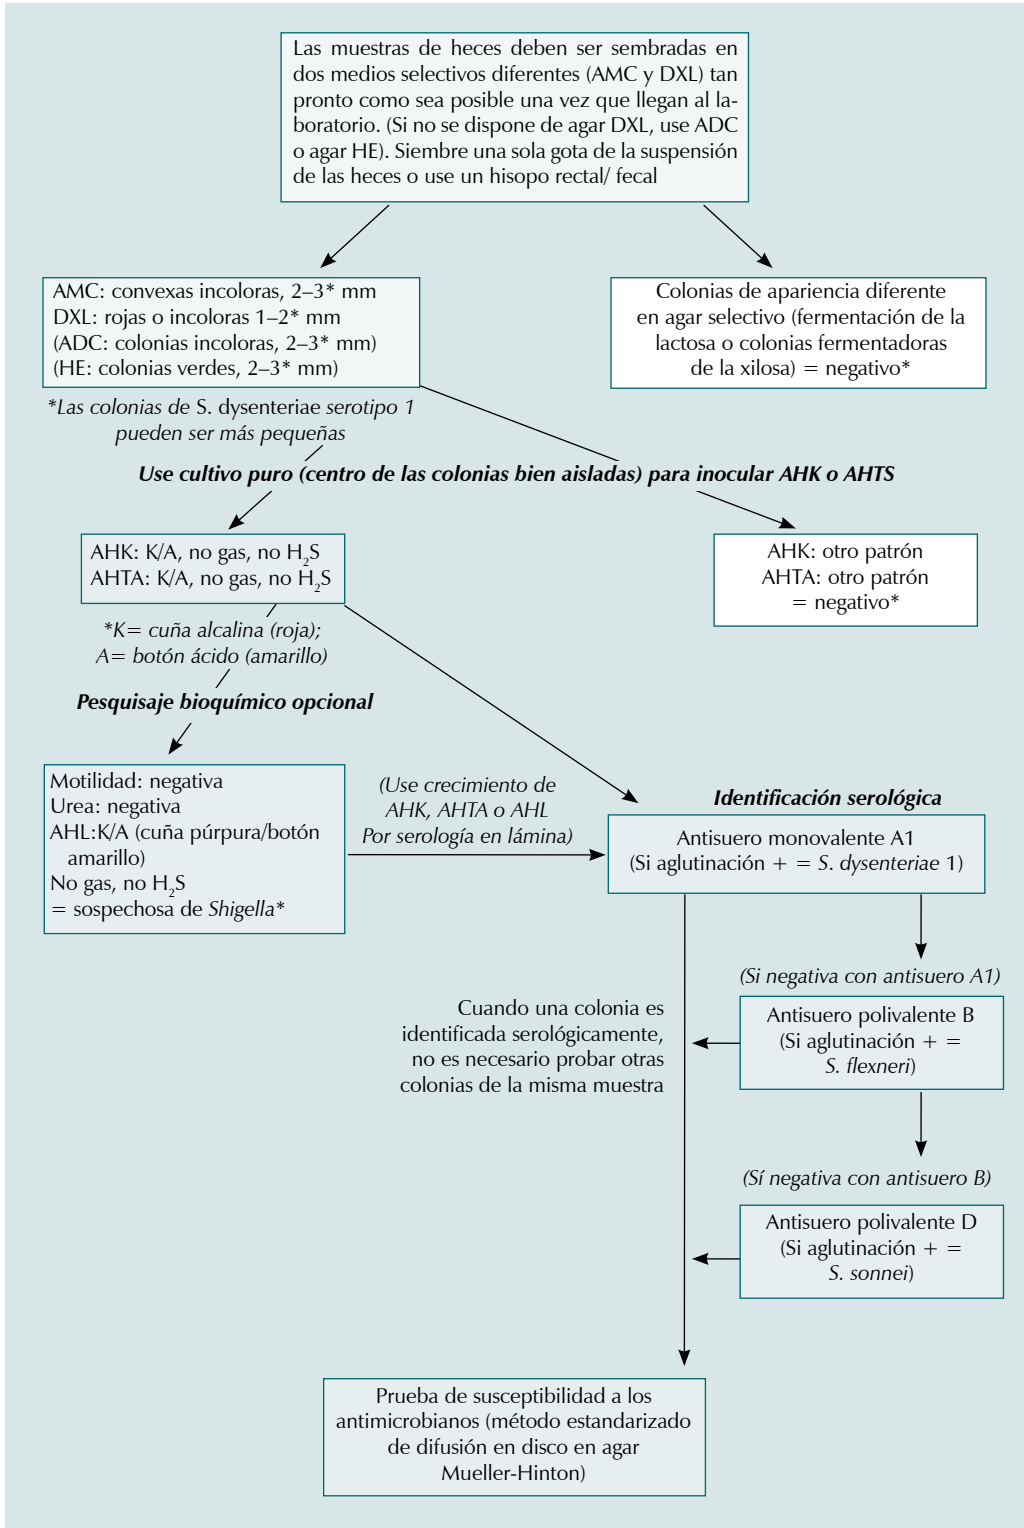 Las muestras de heces deben ser sembradas en
dos medios selectivos diferentes (AMC y DXL) tan
pronto como sea posible una vez que llegan al la-
boratorio. (Si no se dispone de agar DXL, use ADC
o agar HE). Siembre una sola gota de la suspensión
de las heces o use un hisopo rectal/ fecal
AMC: convexas incoloras, 2–3* mm
DXL: rojas o incoloras 1–2* mm
(ADC: colonias incoloras, 2–3* mm)
(HE: colonias verdes, 2–3* mm)
Colonias de apariencia diferente
en agar selectivo (fermentación de la
lactosa o colonias fermentadoras
de la xilosa) = negativo*
*Las colonias de S. dysenteriae serotipo 1
pueden ser más pequeñas
Use cultivo puro (centro de las colonias bien aisladas) para inocular AHK o AHTS
AHK: K/A, no gas, no H₂S
AHTA: K/A, no gas, no H₂S
AHK: otro patrón
AHTA: otro patrón
= negativo*
*K= cuña alcalina (roja);
A= botón ácido (amarillo)
Pesquisaje bioquímico opcional
Motilidad: negativa
Urea: negativa
AHL:K/A (cuña púrpura/botón
amarillo)
No gas, no H₂S
= sospechosa de Shigella*
(Use crecimiento de
AHK, AHTA o AHL
Por serología en lámina)
Identificación serológica
Antisuero monovalente A1
(Si aglutinación + = S. dysenteriae 1)
(Si negativa con antisuero A1)
Cuando una colonia es
identificada serológicamente,
no es necesario probar otras
colonias de la misma muestra
Antisuero polivalente B
(Si aglutinación + =
S. flexneri)
(Sí negativa con antisuero B)
Antisuero polivalente D
(Si aglutinación + =
S. sonnei)
Prueba de susceptibilidad a los
antimicrobianos (método estandarizado
de difusión en disco en agar
Mueller-Hinton)